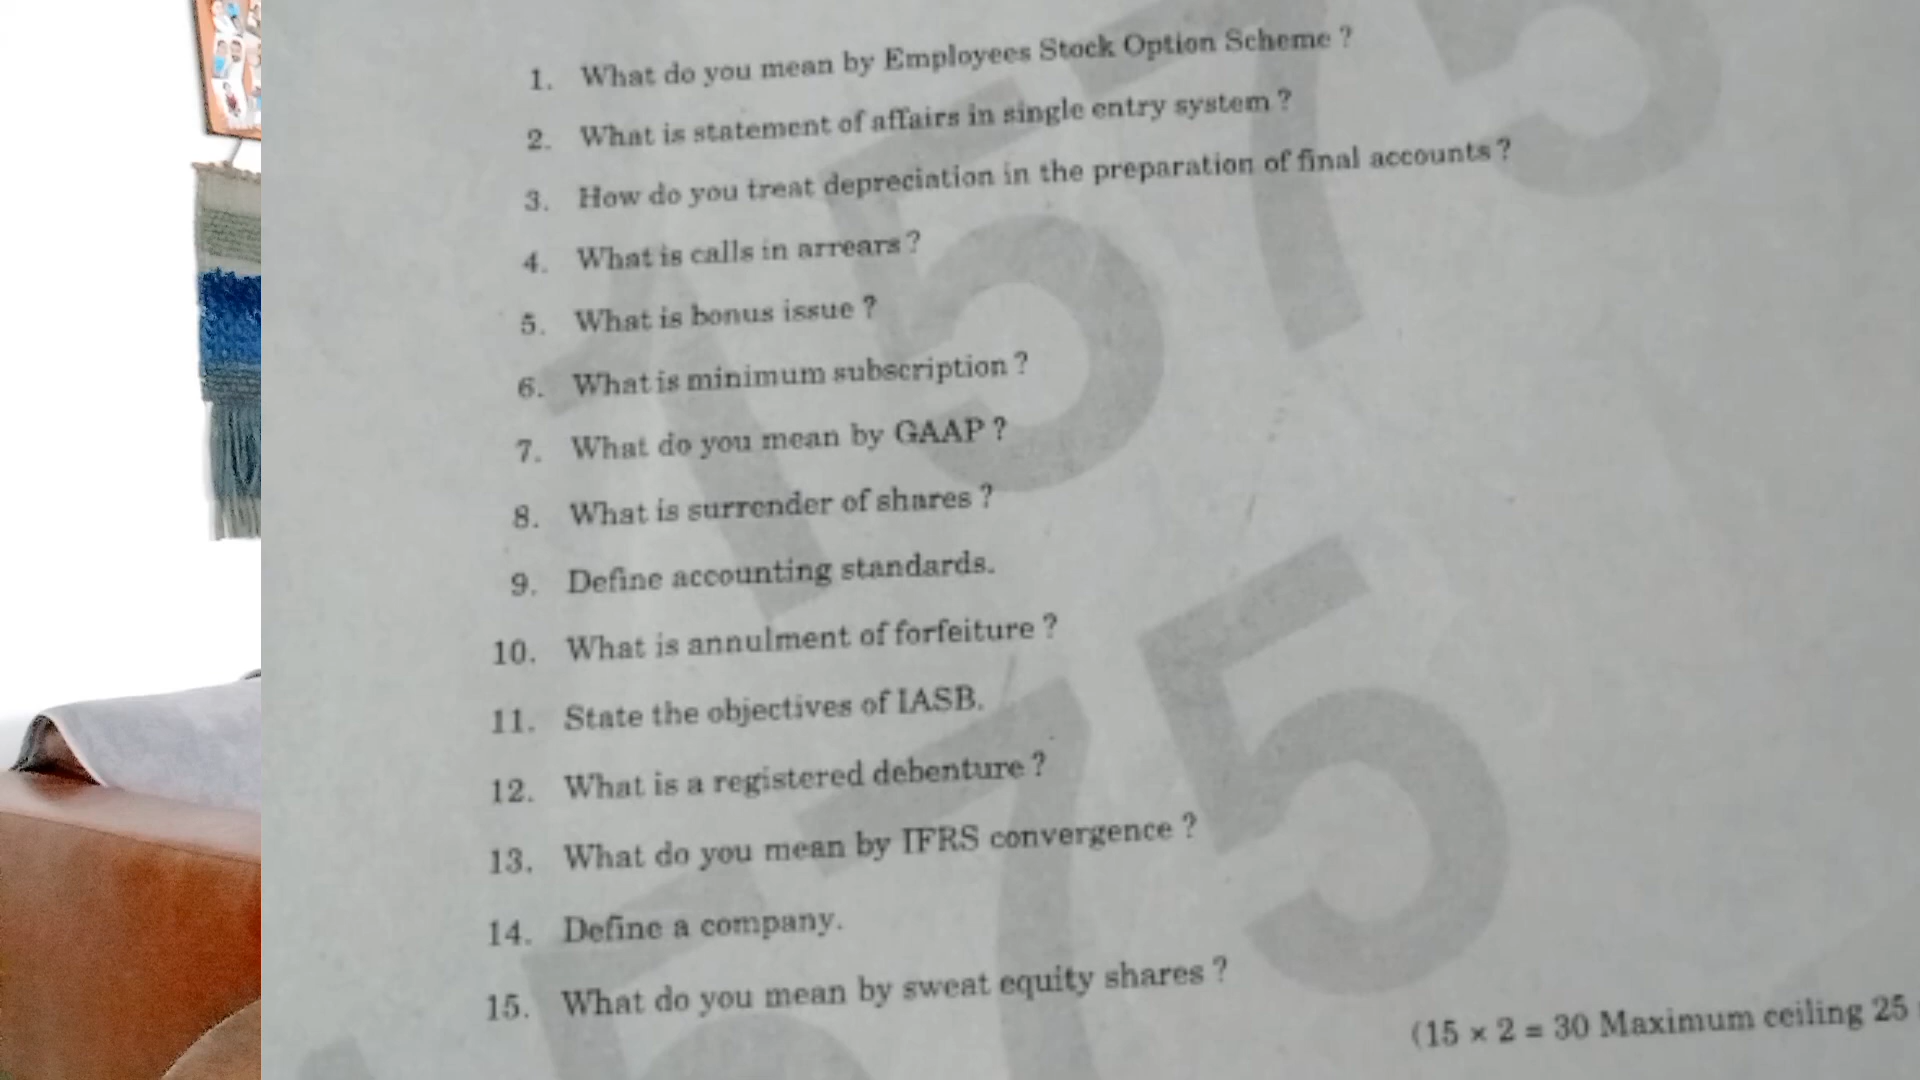 1. What do you mean by Employees Stock Option Scheme ?
2. What is statement of affairs in single entry system ?
3. How do you treat depreciation in the preparation of final accounts ?
4. What is calls in arrears ?
5. What is bonus issue ?
6. What is minimum subscription ?
7. What do you mean by GAAP ?
8. What is surrender of shares ?
9. Define accounting standards.
10. What is annulment of forfeiture ?
11. State the objectives of IASB.
12. What is a registered debenture ?
13. What do you mean by IFRS convergence ?
14. Define a company.
15. What do you mean by sweat equity shares ?
(15 × 2 = 30 Maximum ceiling 25